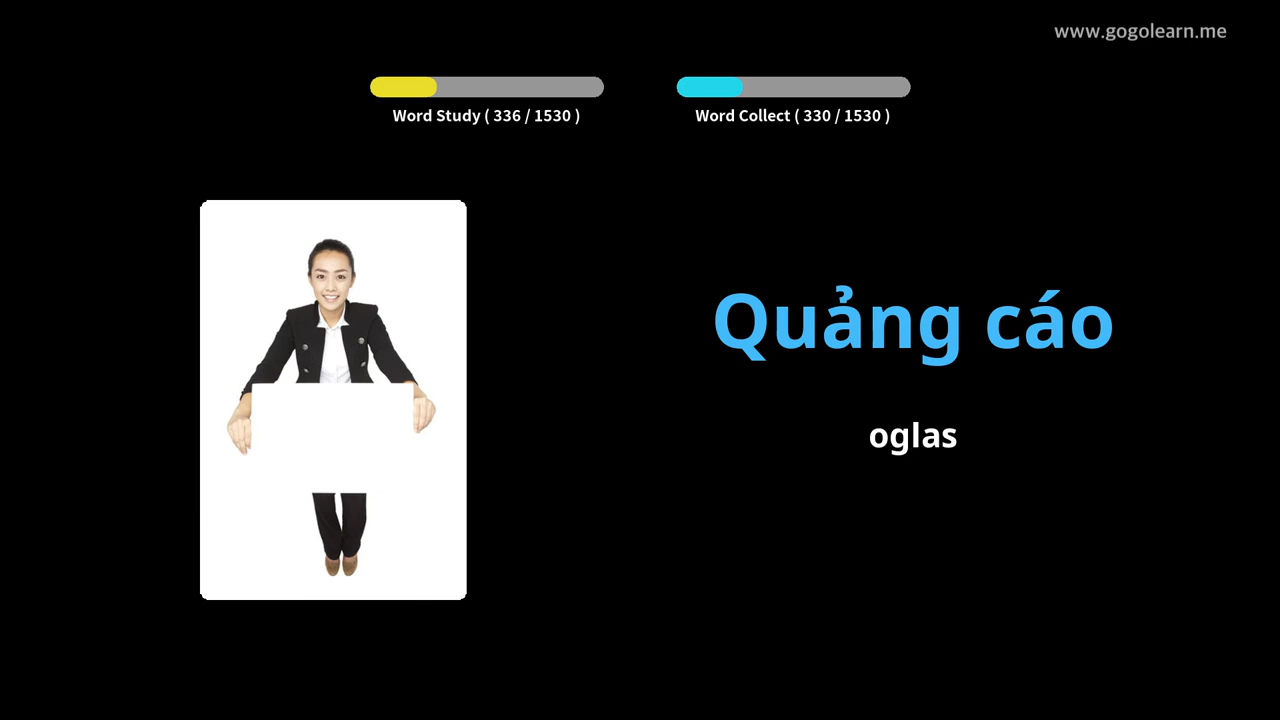 www.gogolearn.me
Word Study ( 336 / 1530 )
Word Collect ( 330 / 1530 )
Quảng cáo
oglas